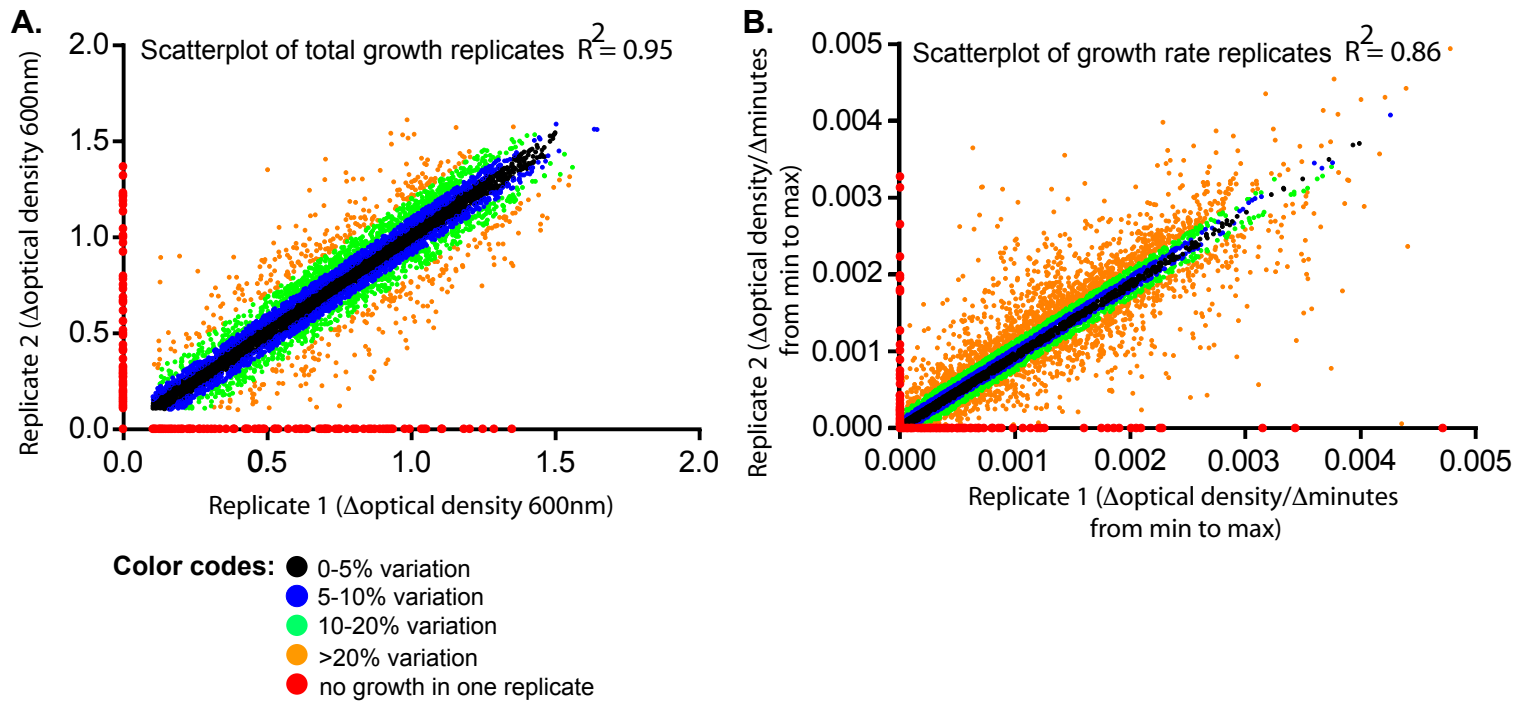 A.
Scatterplot of total growth replicates R2= 0.95
Replicate 2 (Δoptical density 600nm)
2.0
1.5
1.0
0.5
0.0
0.0 0.5 1.0 1.5 2.0
Replicate 1 (Δoptical density 600nm)
B.
Scatterplot of growth rate replicates R2= 0.86
Replicate 2 (Δoptical density/Δminutes
from min to max)
0.005
0.004
0.003
0.002
0.001
0.000
0.000 0.001 0.002 0.003 0.004 0.005
Replicate 1 (Δoptical density/Δminutes
from min to max)
Color codes:
0-5% variation
5-10% variation
10-20% variation
>20% variation
no growth in one replicate